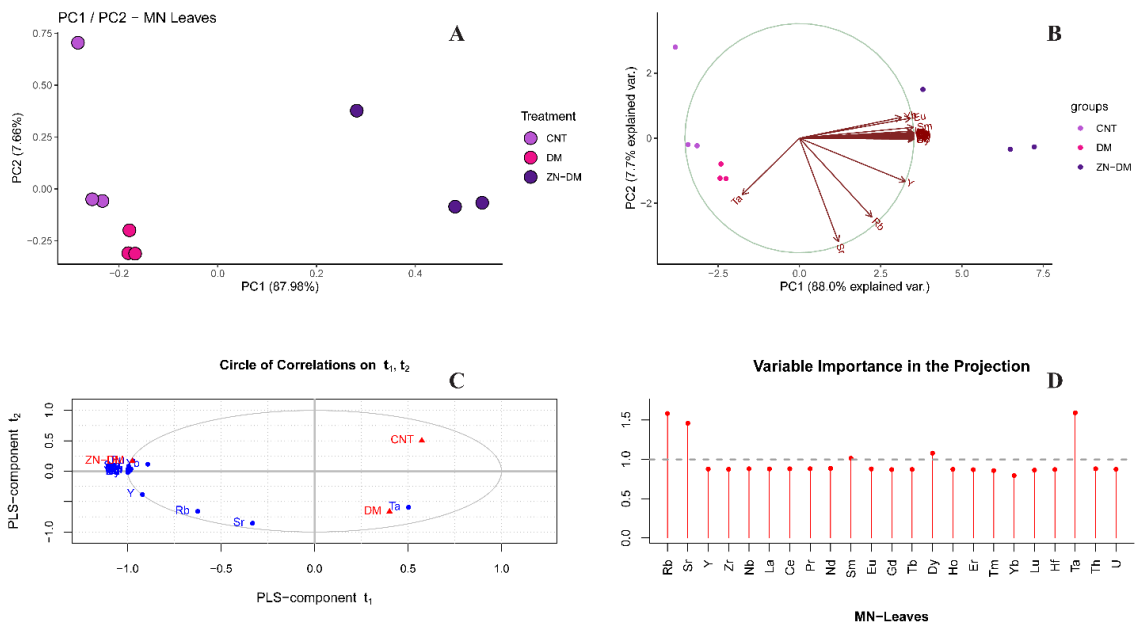 PC1 / PC2 − MN Leaves
A
0.75
0.50
0.25
0.00
−0.25
PC2 (7.66%)
−0.2
0.0
0.2
0.4
PC1 (87.98%)
Treatment
CNT
DM
ZN−DM
B
2
0
−2
PC2 (7.7% explained var.)
Eu
Sm
Y
Rb
Sr
Ta
−2.5
0.0
2.5
5.0
7.5
PC1 (88.0% explained var.)
groups
CNT
DM
ZN−DM
Circle of Correlations on t1, t2
C
1.0
0.5
0.0
−1.0
PLS−component t2
CNT
Y
Rb
Sr
DM
Ta
−1.0
−0.5
0.0
0.5
1.0
PLS−component t1
Variable Importance in the Projection
D
1.5
1.0
0.5
0.0
Rb
Sr
Y
Zr
Nb
La
Ce
Pr
Nd
Sm
Eu
Gd
Tb
Dy
Ho
Er
Tm
Yb
Lu
Hf
Ta
Th
U
MN−Leaves